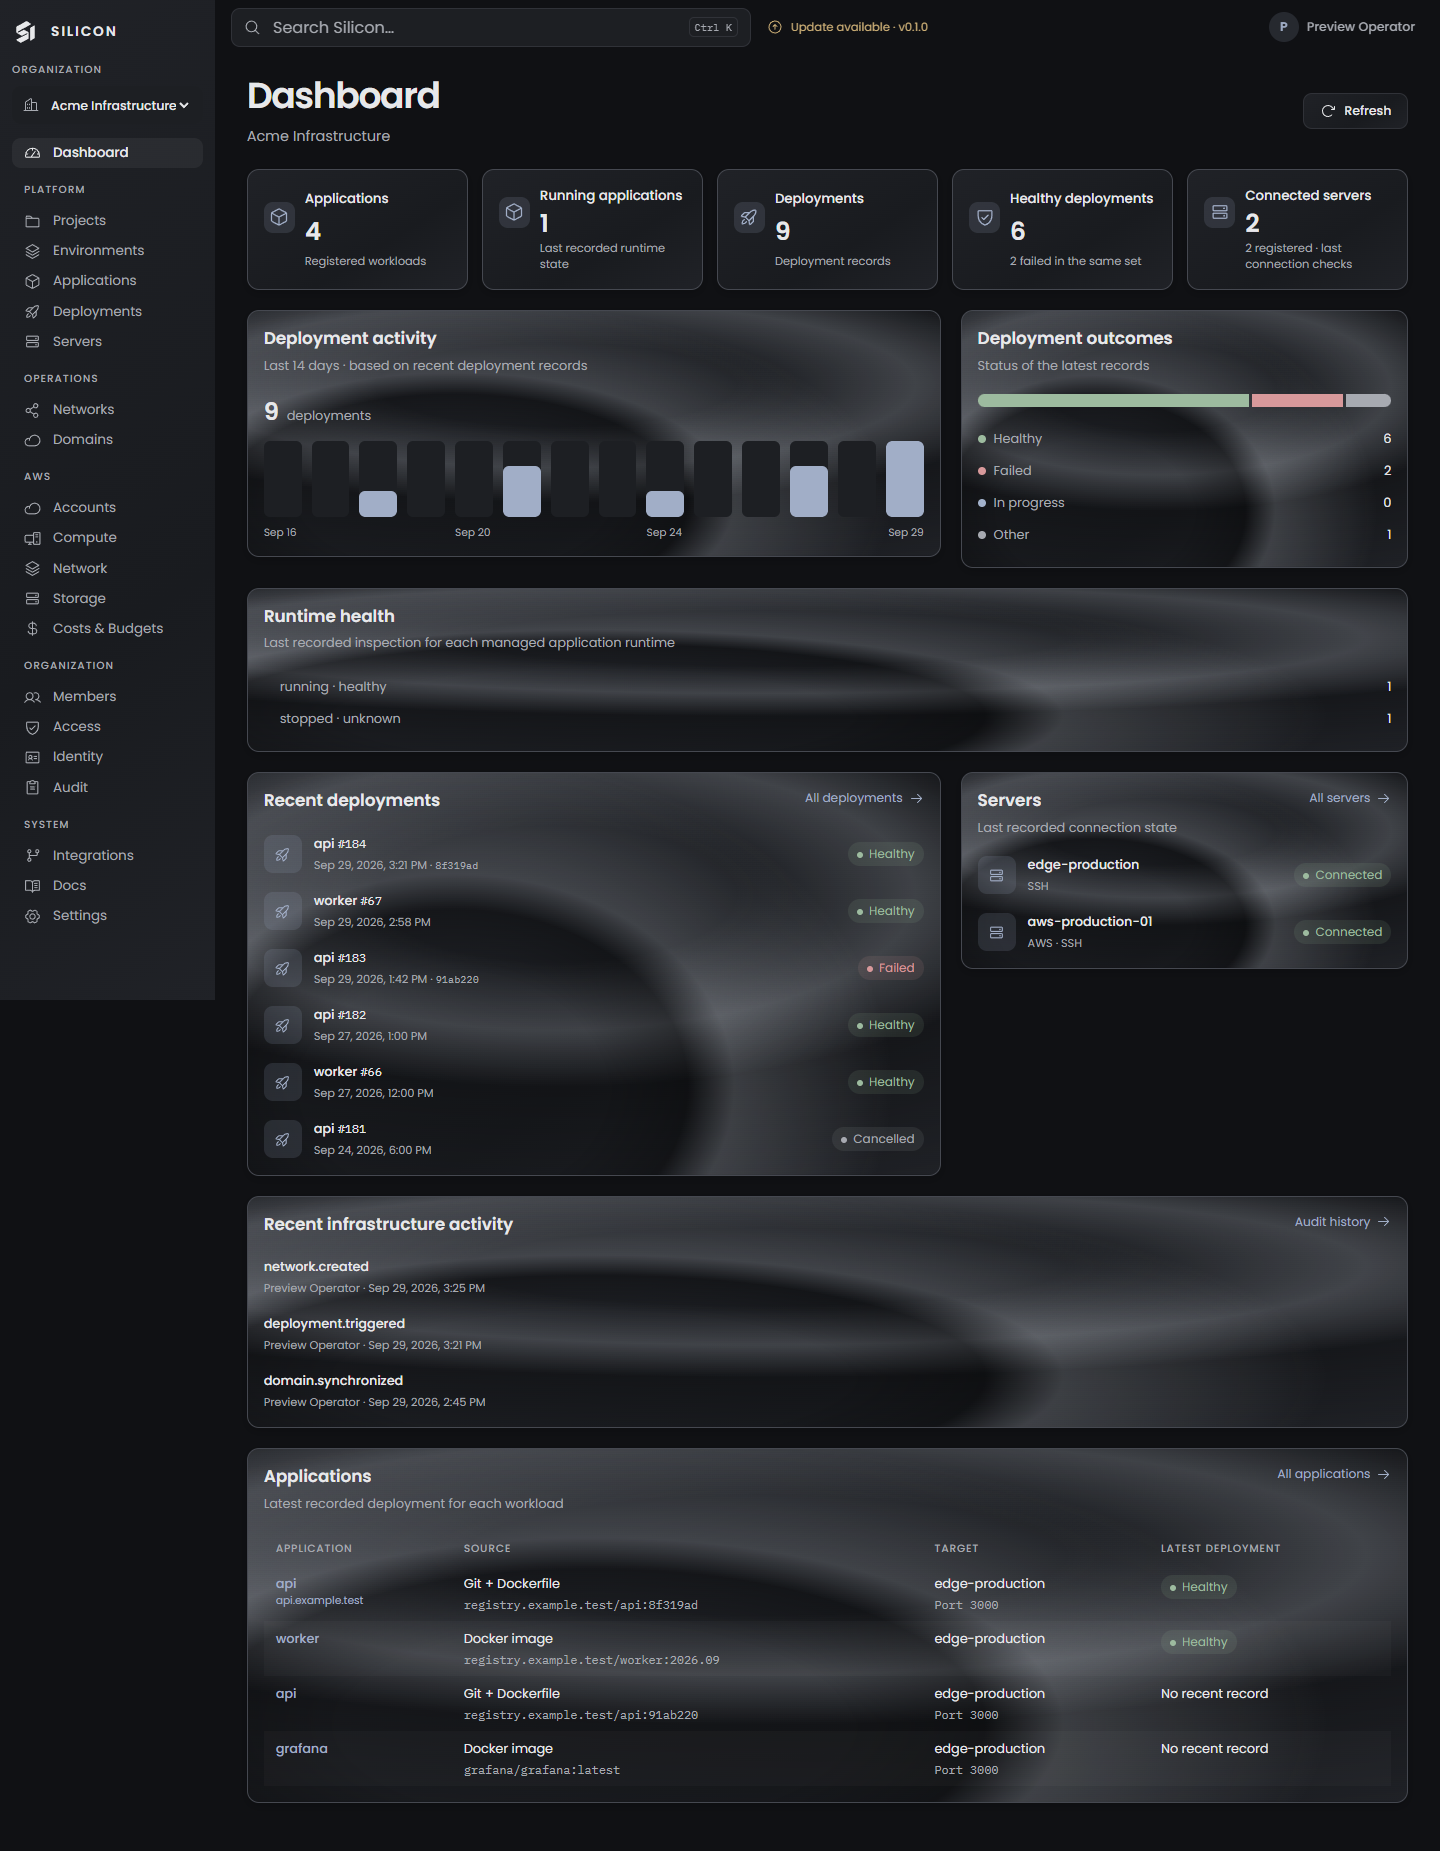 SILICON
ORGANIZATION
Acme Infrastructure
Dashboard
PLATFORM
Projects
Environments
Applications
Deployments
Servers
OPERATIONS
Networks
Domains
AWS
Accounts
Compute
Network
Storage
Costs & Budgets
ORGANIZATION
Members
Access
Identity
Audit
SYSTEM
Integrations
Docs
Settings
Search Silicon...
Ctrl K
Update available · v0.1.0
P
Preview Operator
Dashboard
Acme Infrastructure
Refresh
Applications
4
Registered workloads
Running applications
1
Last recorded runtime
state
Deployments
9
Deployment records
Healthy deployments
6
2 failed in the same set
Connected servers
2
2 registered · last
connection checks
Deployment activity
Last 14 days · based on recent deployment records
9 deployments
Sep 16 Sep 20 Sep 24 Sep 29
Deployment outcomes
Status of the latest records
Healthy 6
Failed 2
In progress 0
Other 1
Runtime health
Last recorded inspection for each managed application runtime
running · healthy 1
stopped · unknown 1
Recent deployments
All deployments →
api #184
Sep 29, 2026, 3:21 PM · 8f319ad
Healthy
worker #67
Sep 29, 2026, 2:58 PM
Healthy
api #183
Sep 29, 2026, 1:42 PM · 91ab220
Failed
api #182
Sep 27, 2026, 1:00 PM
Healthy
worker #66
Sep 27, 2026, 12:00 PM
Healthy
api #181
Sep 24, 2026, 6:00 PM
Cancelled
Servers
All servers →
Last recorded connection state
edge-production
SSH
Connected
aws-production-01
AWS · SSH
Connected
Recent infrastructure activity
Audit history →
network.created
Preview Operator · Sep 29, 2026, 3:25 PM
deployment.triggered
Preview Operator · Sep 29, 2026, 3:21 PM
domain.synchronized
Preview Operator · Sep 29, 2026, 2:45 PM
Applications
All applications →
Latest recorded deployment for each workload
APPLICATION SOURCE TARGET LATEST DEPLOYMENT
api Git + Dockerfile edge-production Healthy
api.example.test registry.example.test/api:8f319ad Port 3000
worker Docker image edge-production Healthy
registry.example.test/worker:2026.09
api Git + Dockerfile edge-production No recent record
registry.example.test/api:91ab220 Port 3000
grafana Docker image edge-production No recent record
grafana/grafana:latest Port 3000